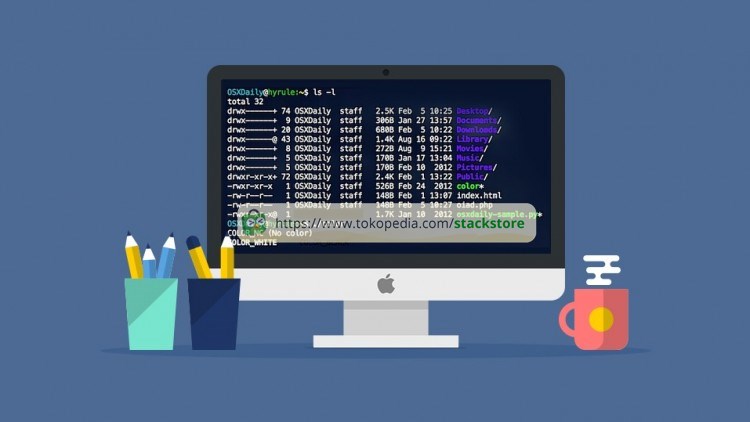 OSXDaily@hyrule:~$ ls -l
total 32
drwx------+ 74 OSXDaily staff 2.5K Feb 5 10:25 Desktop/
drwx------+ 9 OSXDaily staff 306B Jan 27 13:57 Documents/
drwx------+ 20 OSXDaily staff 680B Feb 5 10:22 Downloads/
drwx------@ 43 OSXDaily staff 1.4K Aug 16 09:22 Library/
drwx------+ 8 OSXDaily staff 272B Aug 9 15:21 Movies/
drwx------+ 5 OSXDaily staff 170B Jan 17 13:04 Music/
drwx------+ 5 OSXDaily staff 170B Feb 10 2012 Pictures/
drwxr-xr-x+ 72 OSXDaily staff 2.4K Feb 1 13:22 Public/
-rwxr-xr-x 1 OSXDaily staff 526B Feb 24 2012 color*
-rw-r--r-- 1 OSXDaily staff 148B Feb 1 13:07 index.html
-rw-r--r-- 1 OSXDaily staff 148B Feb 5 10:27 oiad.php
1 1.7K Jan 10 2012 osxdaily-sample.py*
https://www.tokopedia.com/stackstore
COLOR_NC (No color)
COLOR_WHITE